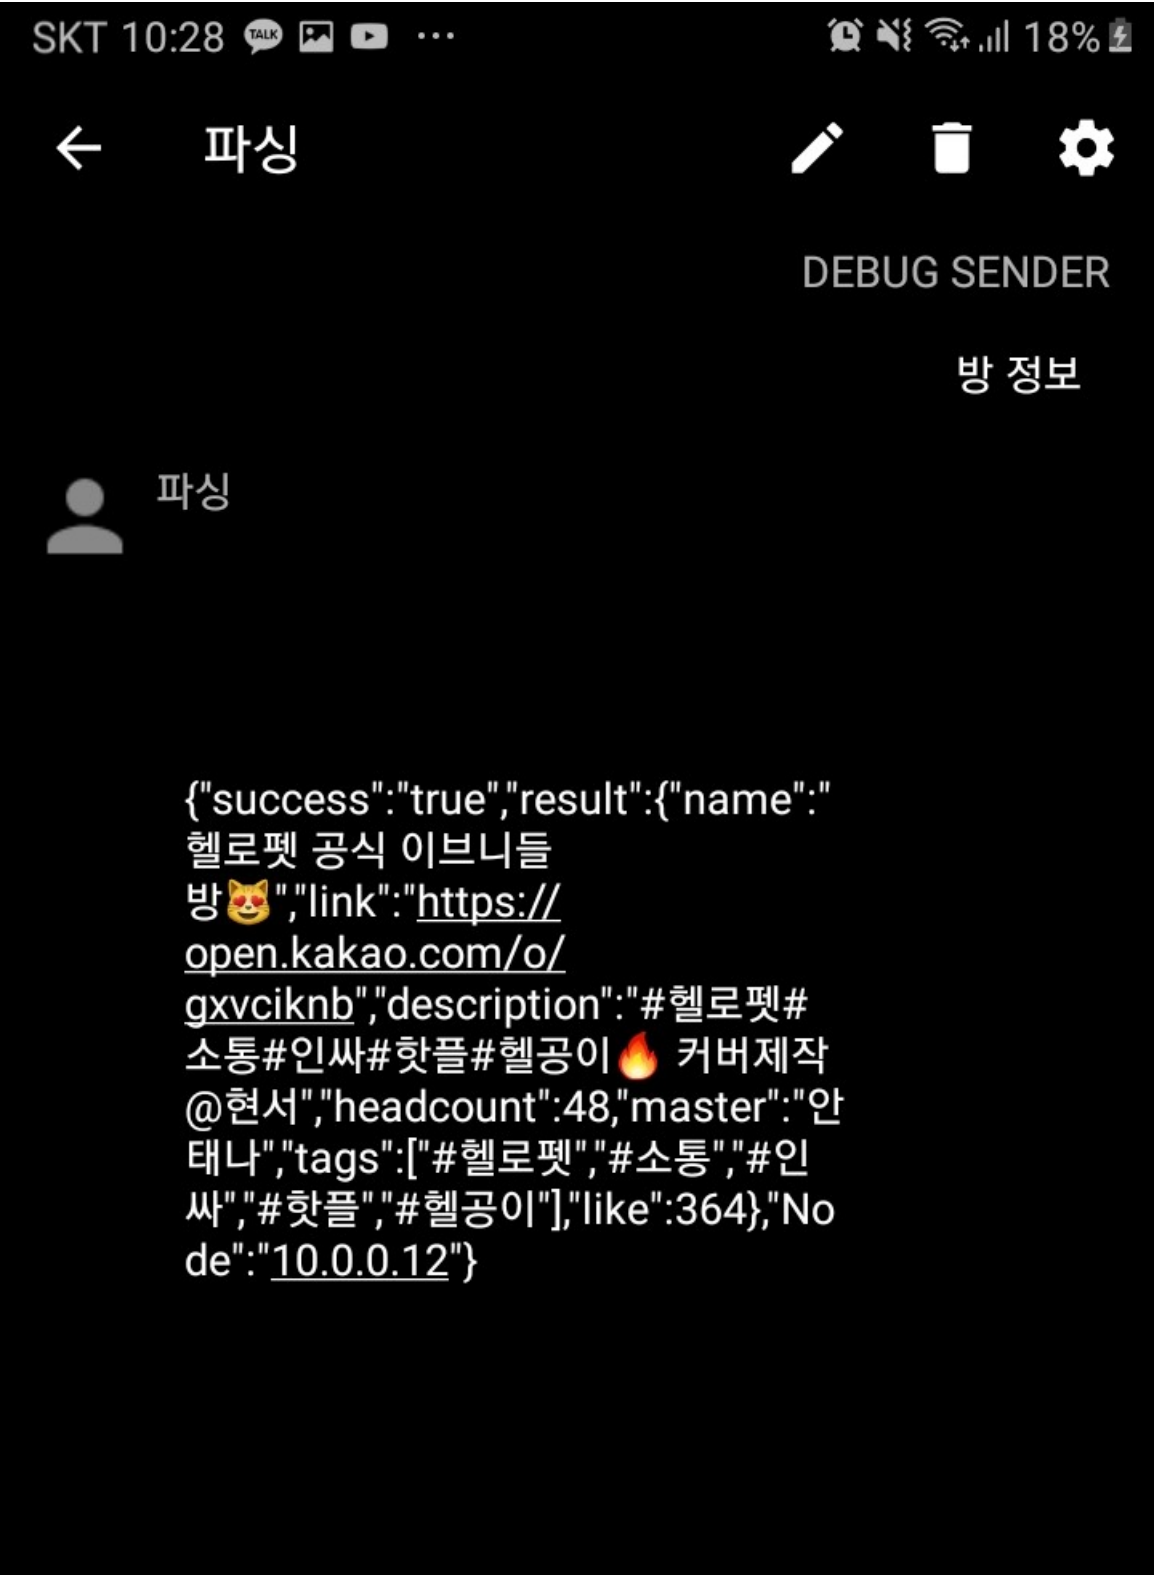 SKT 10:28 TALK 18%
파싱
DEBUG SENDER
방 정보
파싱
{"success":"true","result":{"name":"
헬로펫 공식 이브니들
방😻","link":"https://
open.kakao.com/o/
gxvciknb","description":"#헬로펫#
소통#인싸#핫플#헬공이🔥 커버제작
@현서","headcount":48,"master":"안
태나","tags":["#헬로펫","#소통","#인
싸","#핫플","#헬공이"],"like":364},"No
de":"10.0.0.12"}